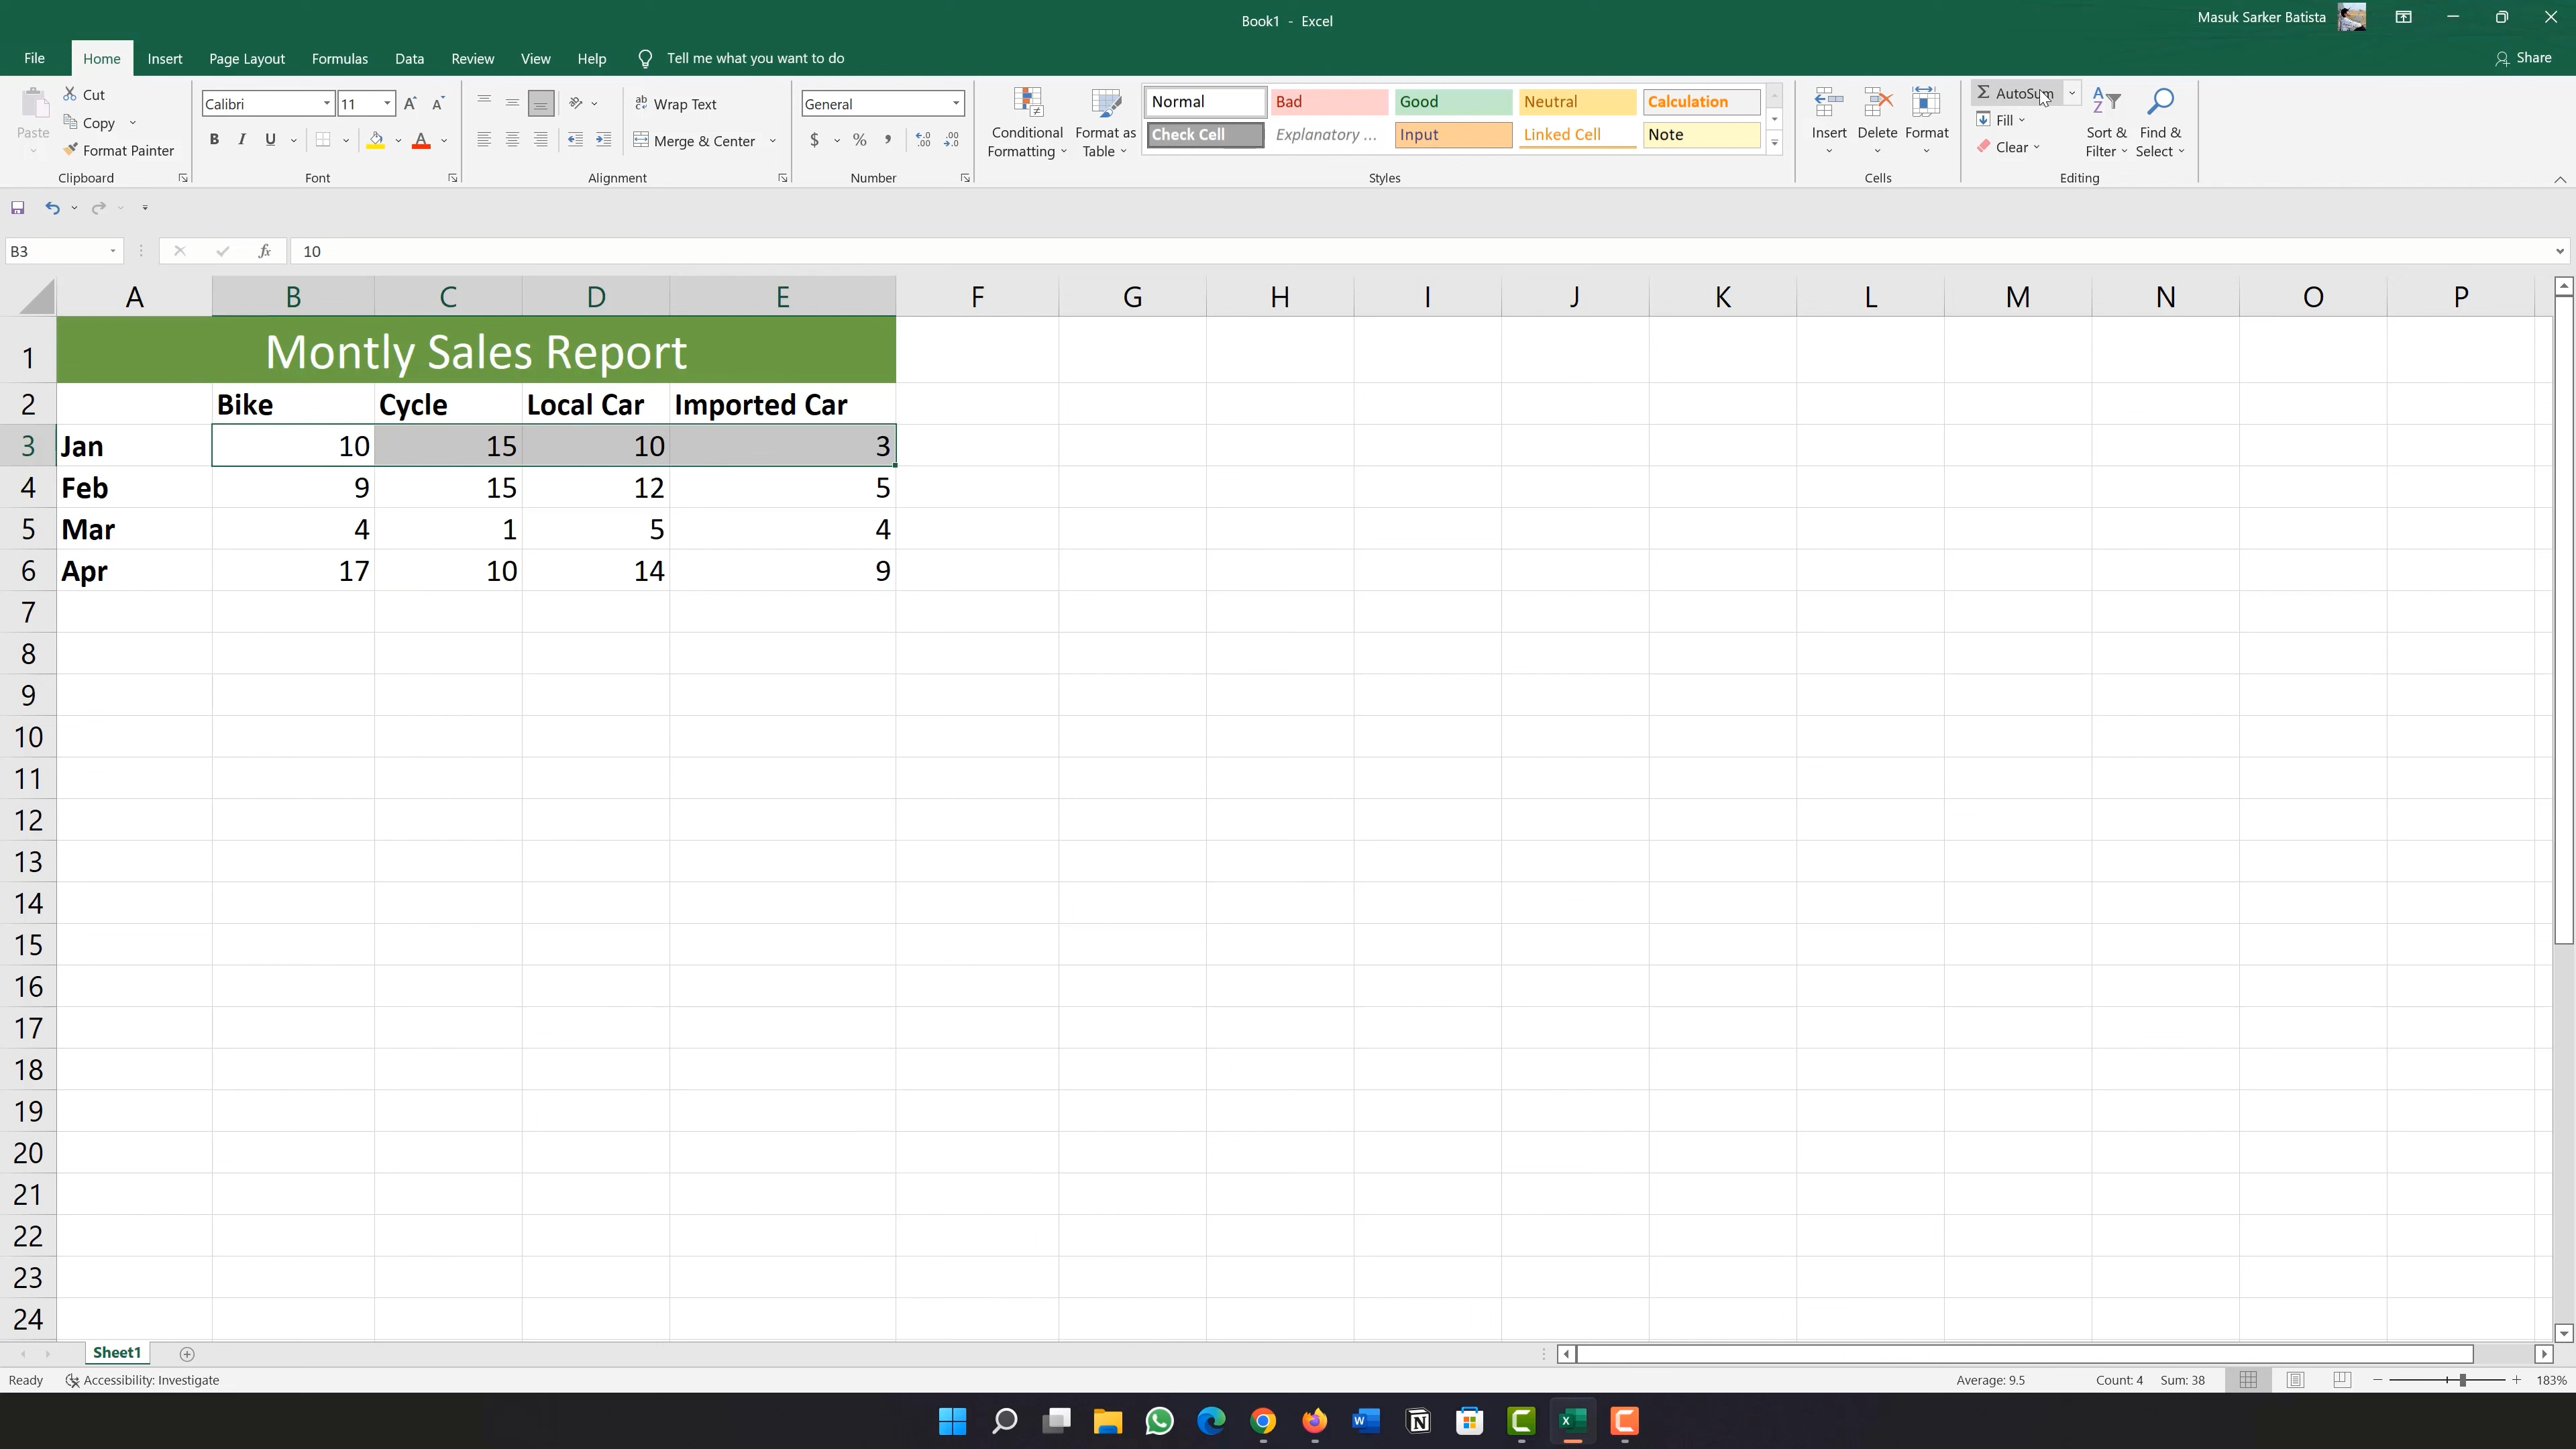 Book1 - Excel
Masuk Sarker Batista
File Home Insert Page Layout Formulas Data Review View Help Tell me what you want to do
Share
Paste
Cut
Copy
Format Painter
Clipboard
Calibri 11
B I U
Font
Wrap Text
Merge & Center
Alignment
General
$ %
Number
Conditional Formatting
Format as Table
Normal Bad Good Neutral Calculation
Check Cell Explanatory ... Input Linked Cell Note
Styles
Insert Delete Format
Cells
AutoSum
Fill
Clear
Sort & Filter
Find & Select
Editing
B3
fx
10
A B C D E F G H I J K L M N O P
1 Montly Sales Report
2 Bike Cycle Local Car Imported Car
3 Jan 10 15 10 3
4 Feb 9 15 12 5
5 Mar 4 1 5 4
6 Apr 17 10 14 9
7
8
9
10
11
12
13
14
15
16
17
18
19
20
21
22
23
24
Sheet1
Ready Accessibility: Investigate Average: 9.5 Count: 4 Sum: 38 183%